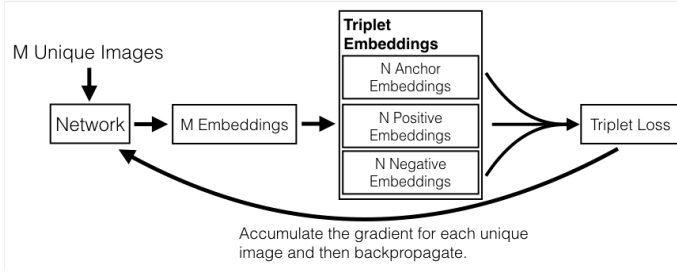 M Unique Images
Network
M Embeddings
Triplet
Embeddings
N Anchor
Embeddings
N Positive
Embeddings
N Negative
Embeddings
Triplet Loss
Accumulate the gradient for each unique
image and then backpropagate.